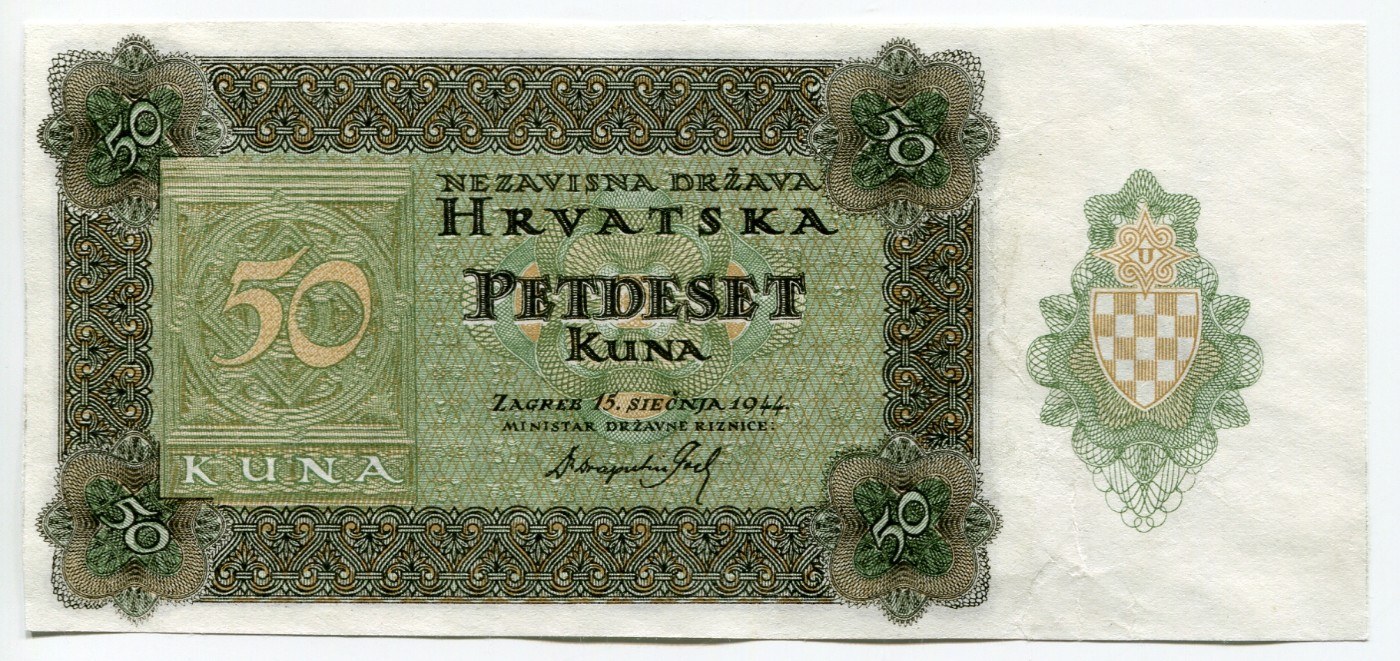 50
50
NEZAVISNA DRŽAVA
HRVATSKA
50
PETDESET
KUNA
ZAGREB 15. SIEČNJA 1944.
MINISTAR DRŽAVNE RIZNICE:
KUNA
50
50
U